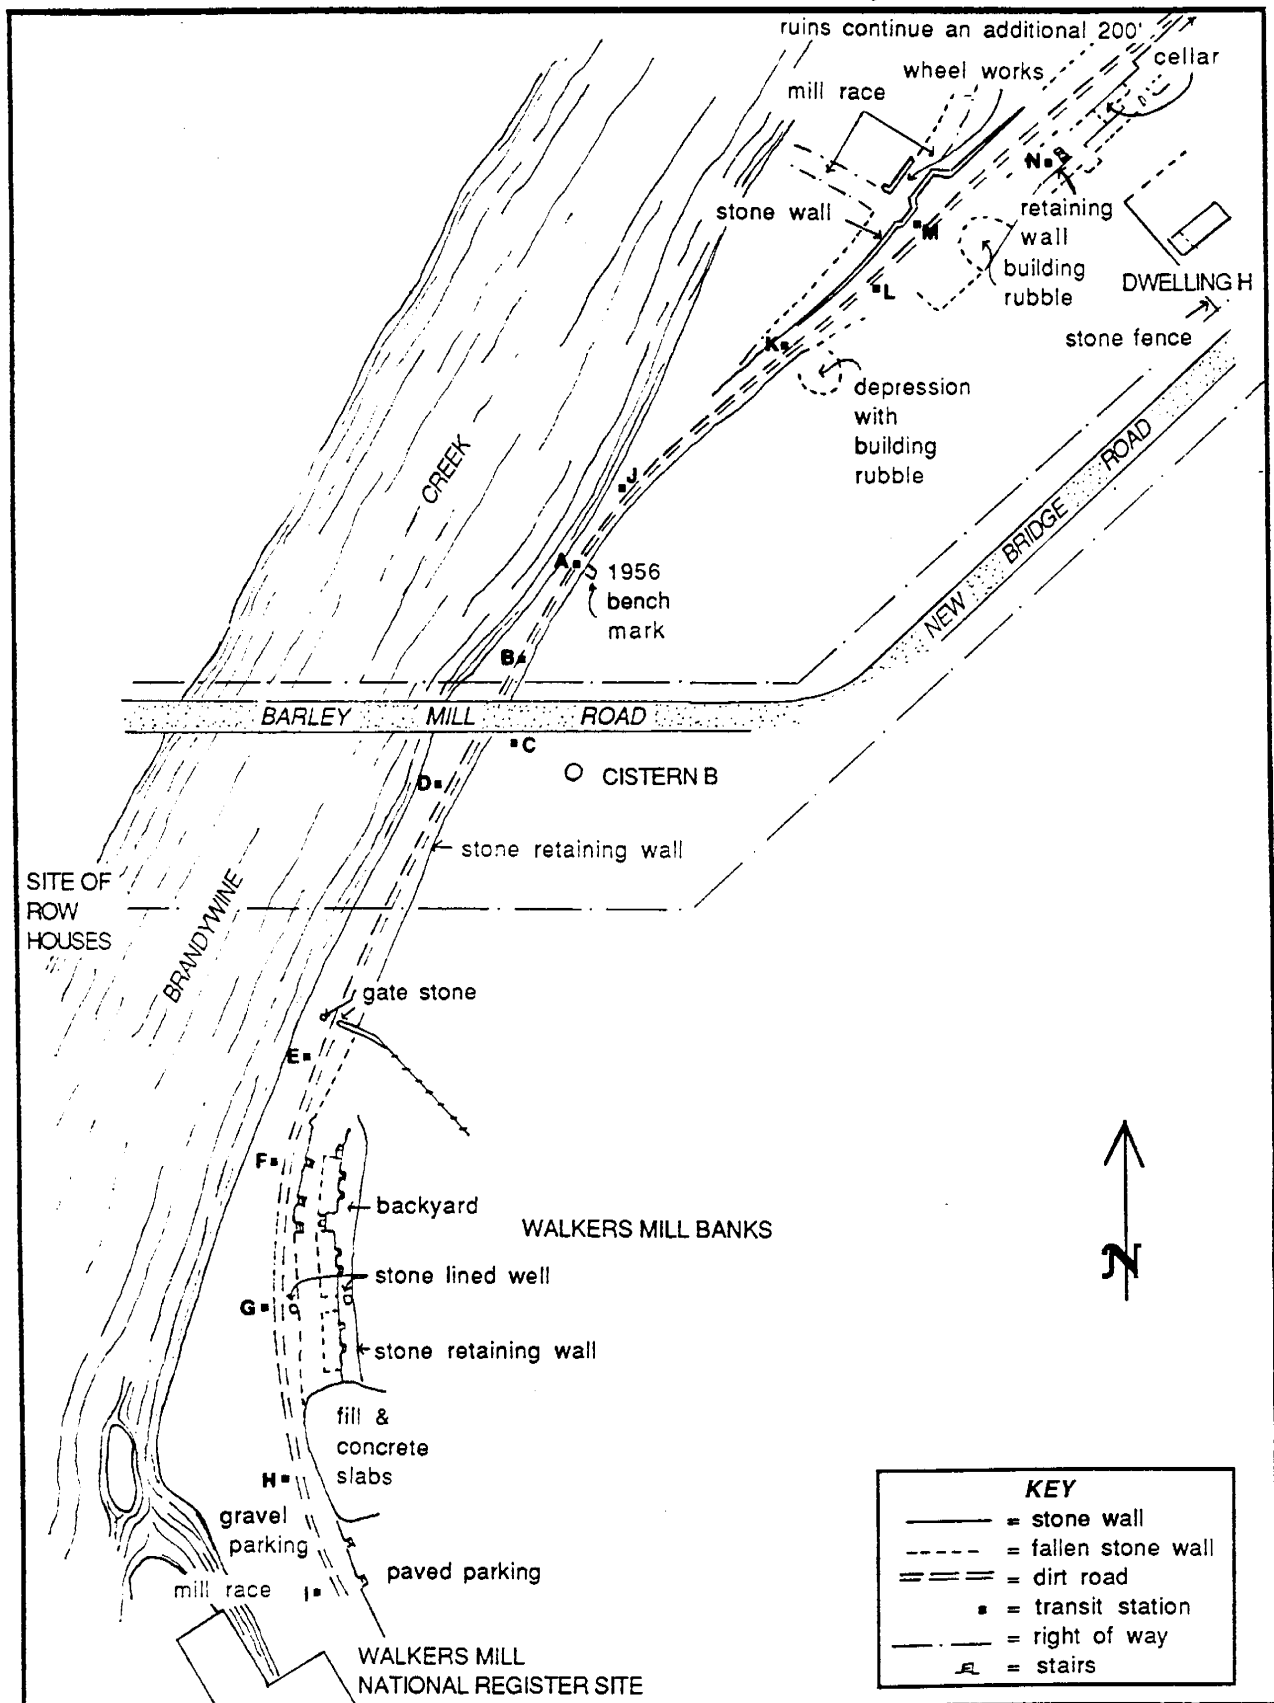 ruins continue an additional 200'
wheel works
cellar
mill race
stone wall
N
retaining
wall
M
building
rubble
L
DWELLING H
stone fence
K
depression
with
building
rubble
CREEK
NEW BRIDGE ROAD
J
A
1956
bench
mark
B
BARLEY MILL ROAD
C
D
CISTERN B
stone retaining wall
SITE OF
ROW
HOUSES
BRANDYWINE
gate stone
E
F
backyard
WALKERS MILL BANKS
stone lined well
G
stone retaining wall
N
fill &
concrete
slabs
H
gravel
parking
mill race
I
paved parking
WALKERS MILL
NATIONAL REGISTER SITE
KEY
= stone wall
= fallen stone wall
= dirt road
= transit station
= right of way
= stairs